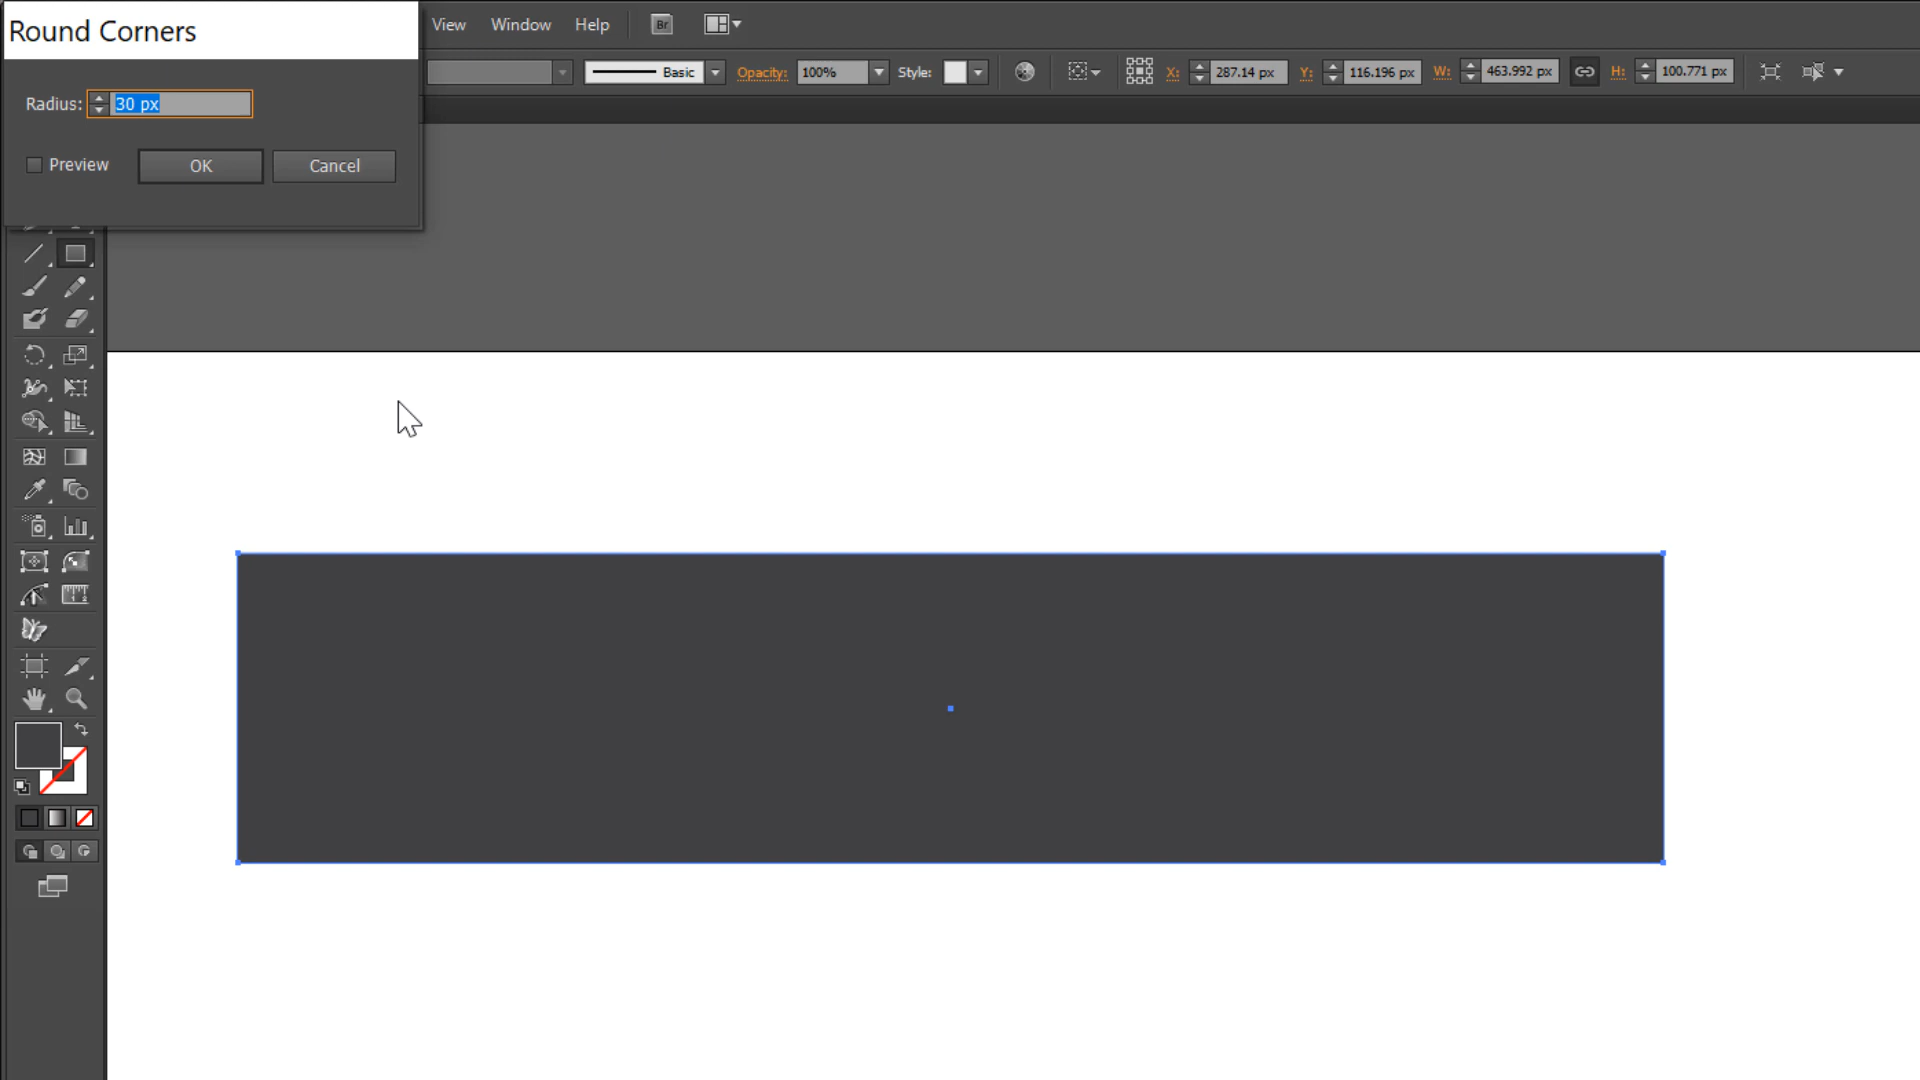 Round Corners
View Window Help Br
Basic Opacity: 100% Style: X: 287.14 px Y: 116.196 px W: 463.992 px H: 100.771 px
Radius: 30 px
Preview OK Cancel